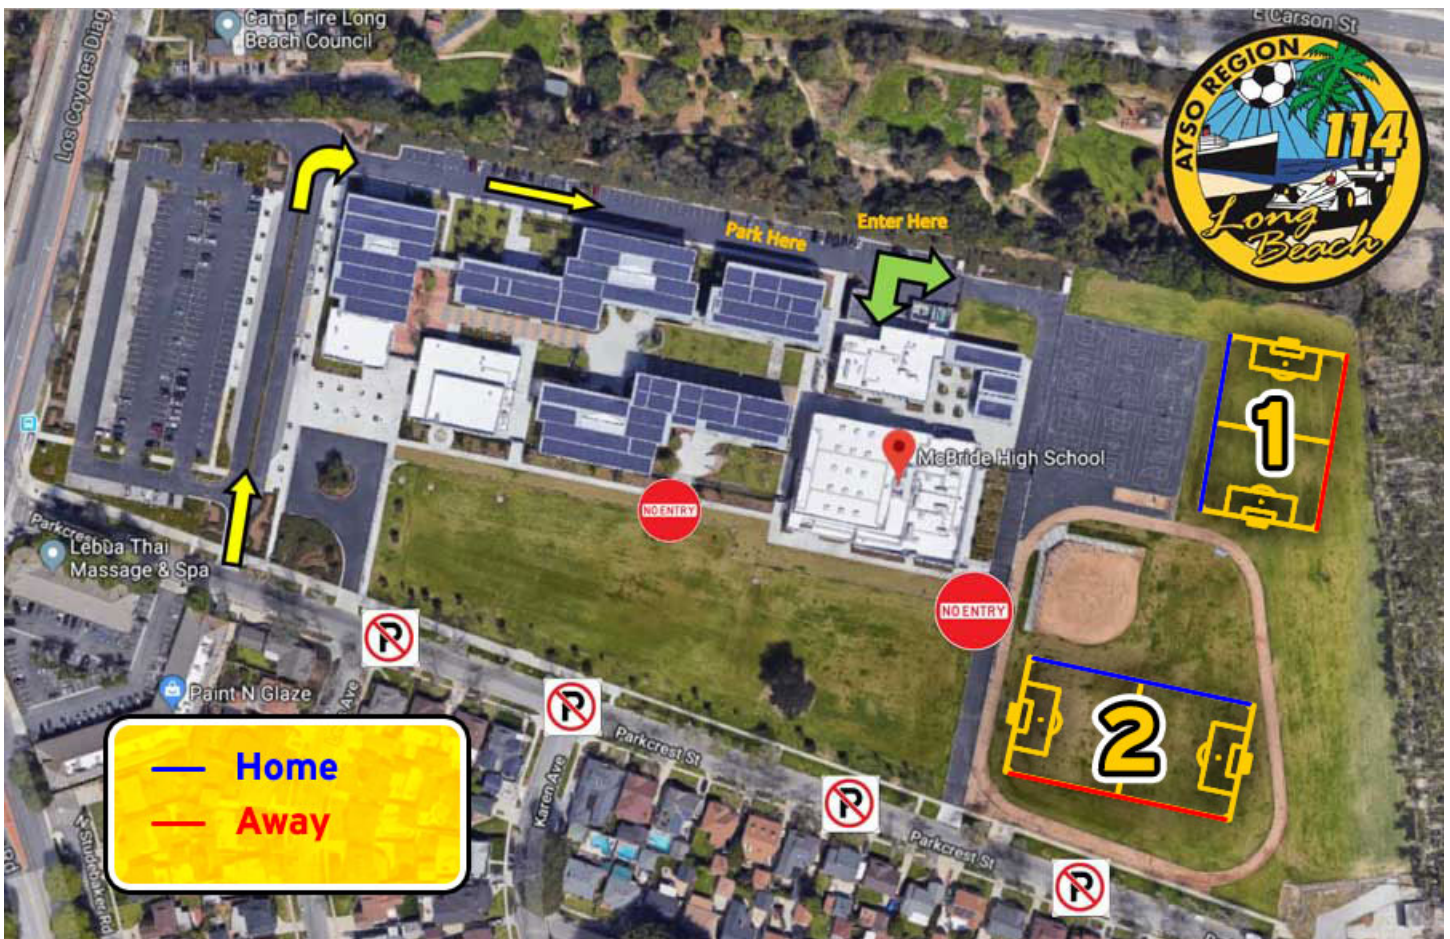 Camp Fire Long
Beach Council
E Carson St
Los Coyotes Diag
AYSO REGION
114
Long
Beach
Enter Here
Park Here
1
McBride High School
NO ENTRY
Parkcrest
Lebua Thai
Massage & Spa
NO ENTRY
P
Paint N Glaze
Ave
P
Parkcrest St
2
Home
Away
Karen Ave
P
Parkcrest St
P
N Studebaker Rd